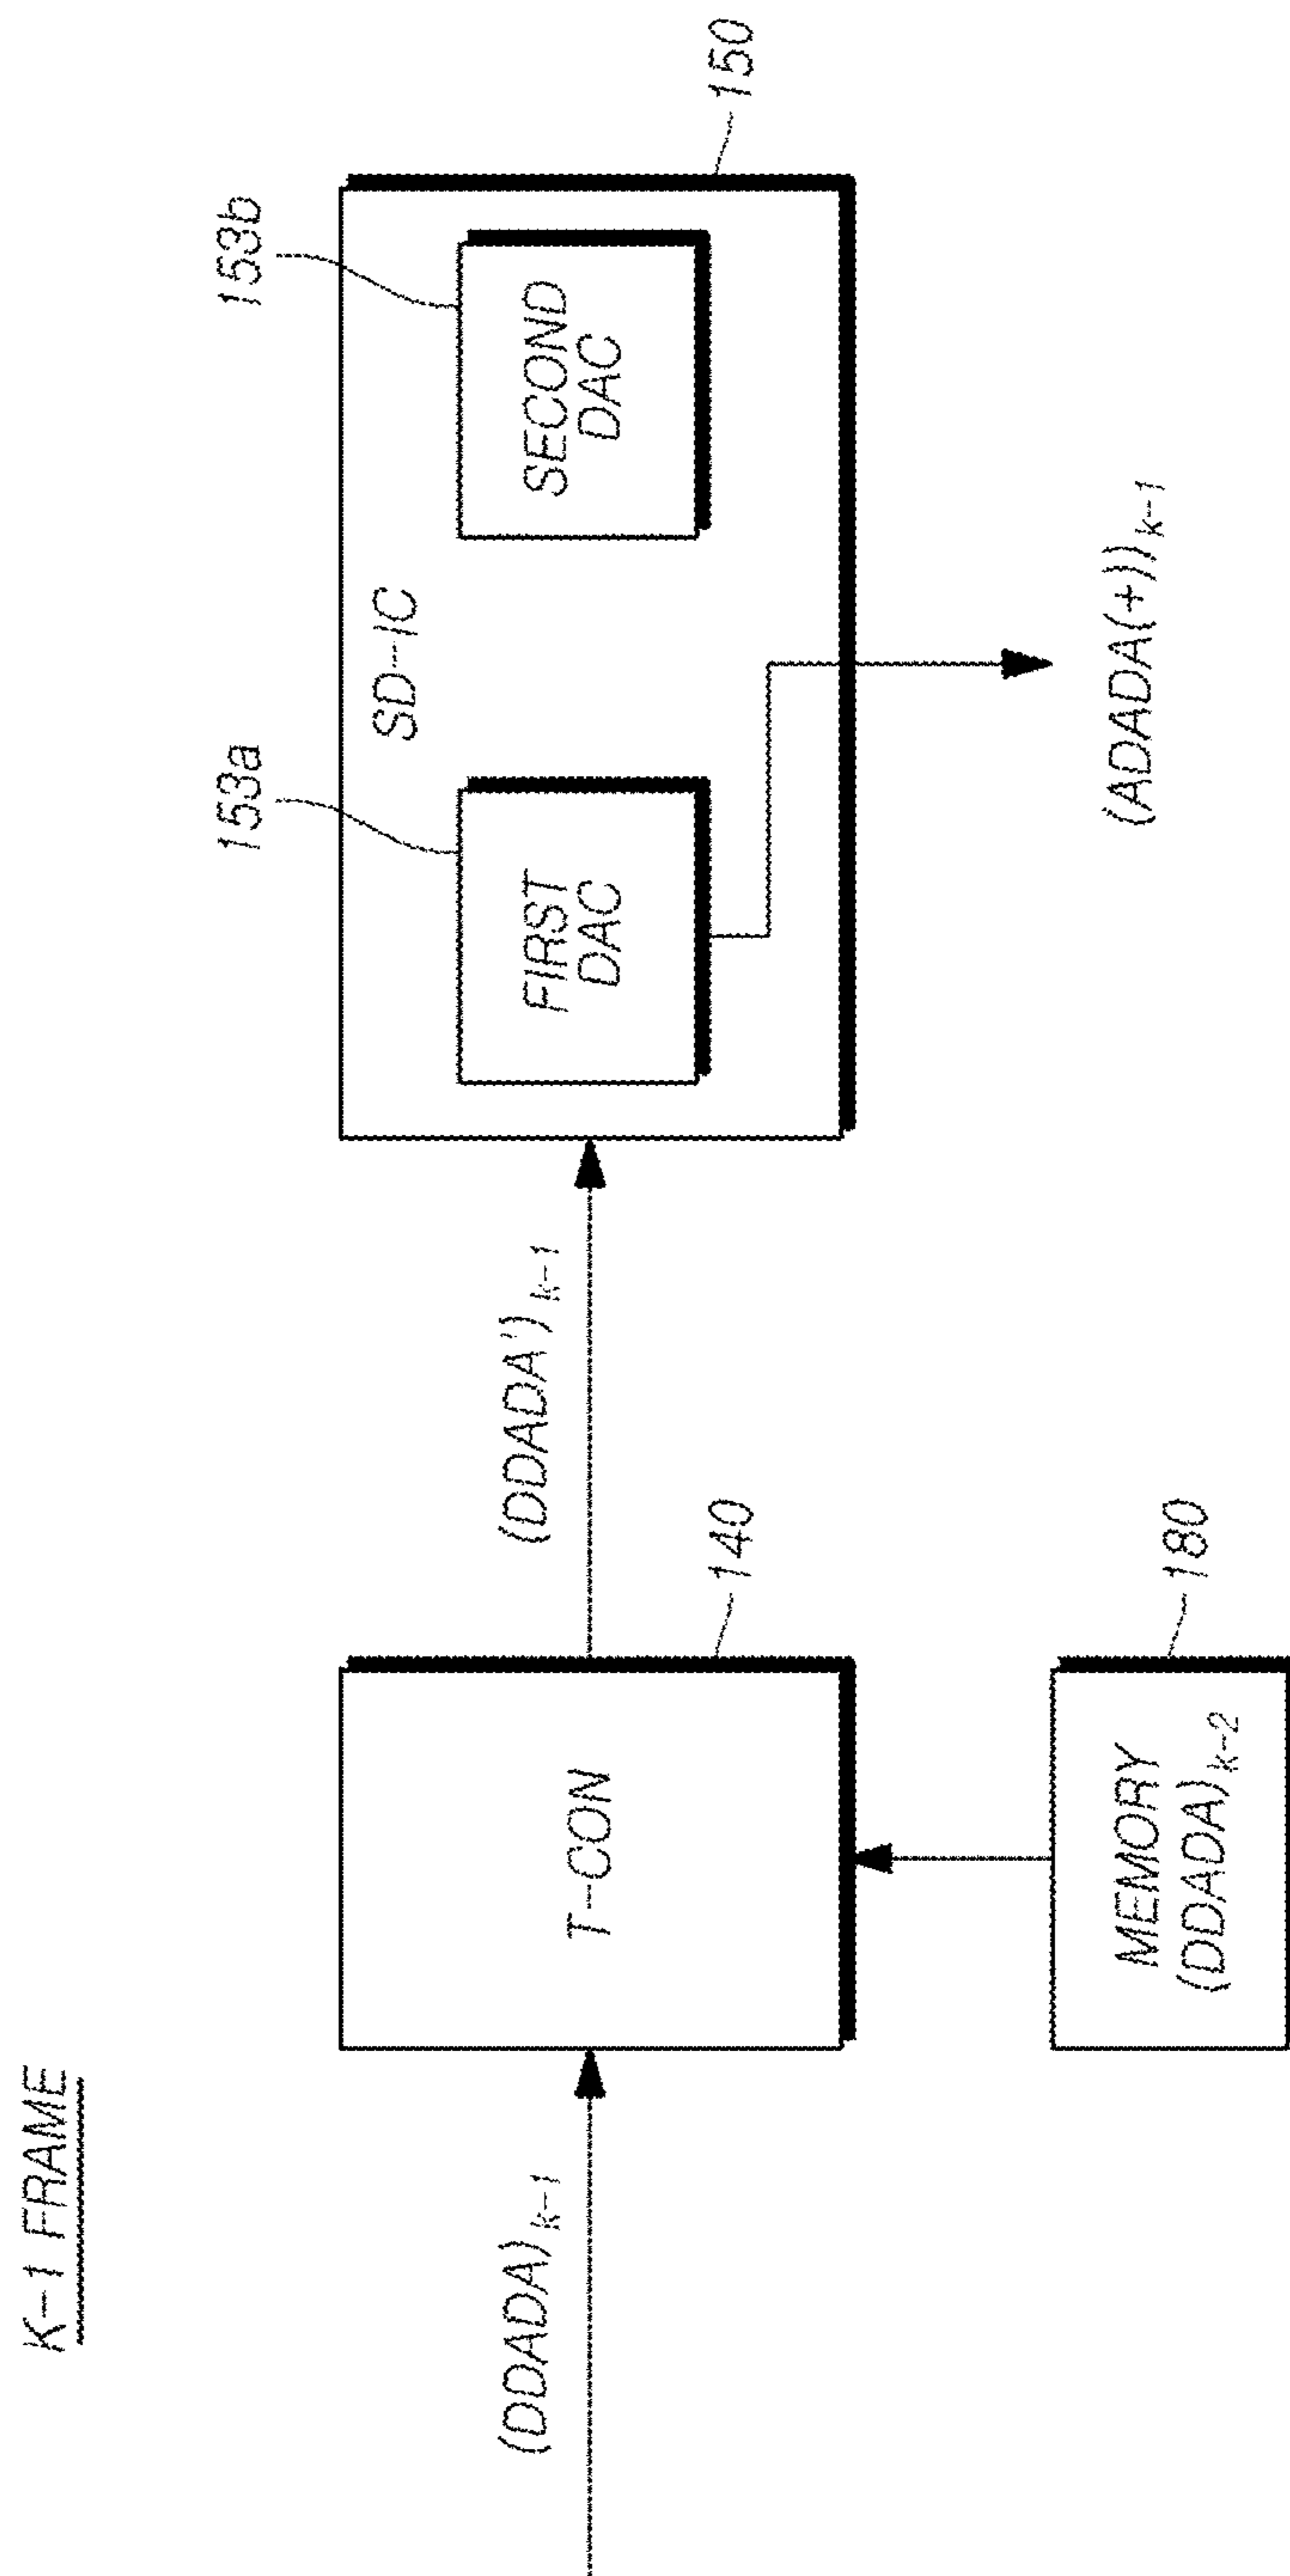 K-1 FRAME
(DDADA)k-1
T-CON
140
MEMORY
(DDADA)k-2
180
(DDADA')k-1
SD-IC
150
153a
FIRST
DAC
153b
SECOND
DAC
(ADADA(+))k-1